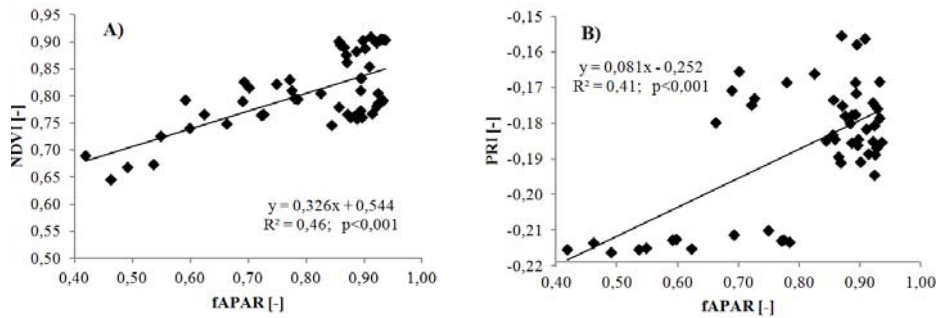 A)
0,95
0,90
0,85
0,80
0,75
0,70
0,65
0,60
0,55
0,50
NDVI [-]
y = 0,326x + 0,544
R² = 0,46; p<0,001
0,40 0,50 0,60 0,70 0,80 0,90 1,00
fAPAR [-]
B)
-0,15
-0,16
-0,17
-0,18
-0,19
-0,20
-0,21
-0,22
PRI [-]
y = 0,081x - 0,252
R² = 0,41; p<0,001
0,40 0,50 0,60 0,70 0,80 0,90 1,00
fAPAR [-]